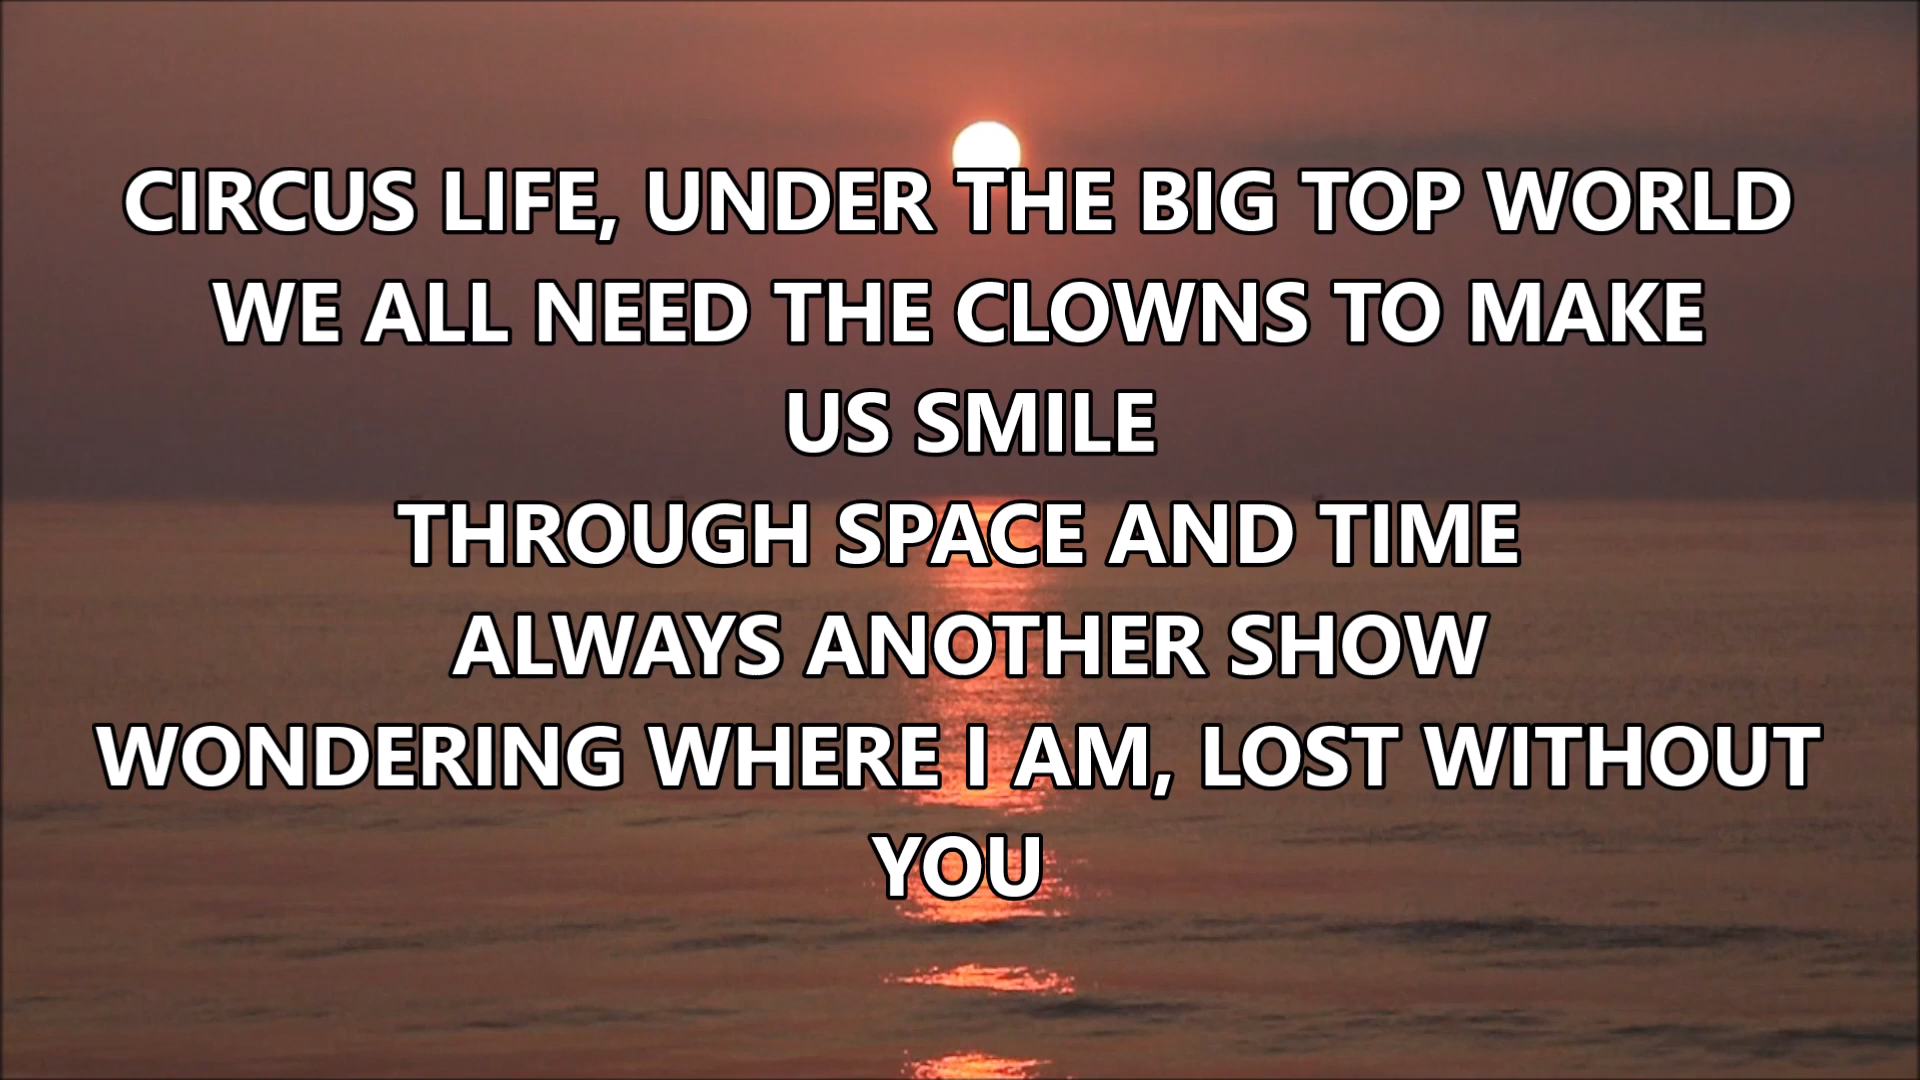 CIRCUS LIFE, UNDER THE BIG TOP WORLD
WE ALL NEED THE CLOWNS TO MAKE
US SMILE
THROUGH SPACE AND TIME
ALWAYS ANOTHER SHOW
WONDERING WHERE I AM, LOST WITHOUT
YOU